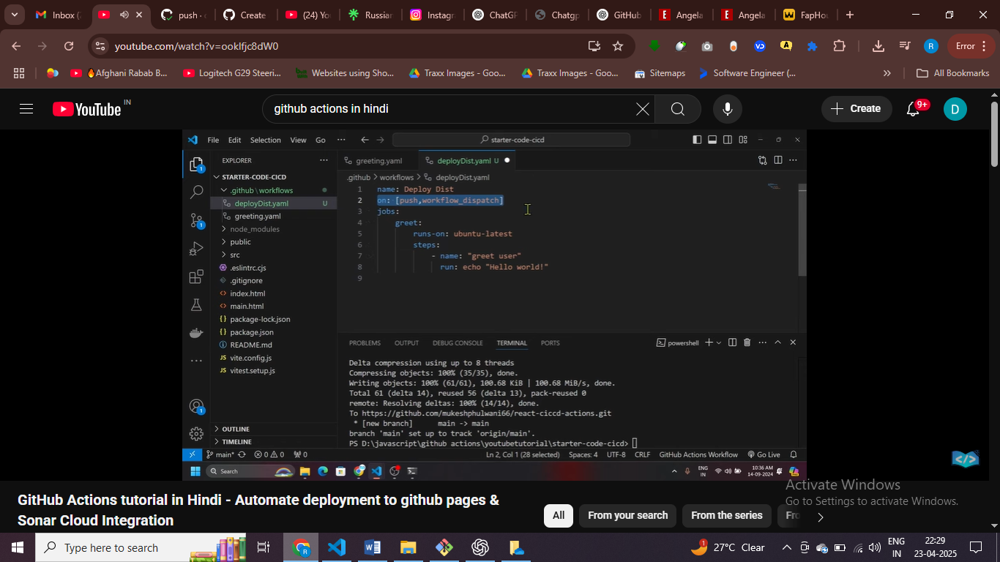 Inbox (
push ·
Create
(24) Yo
Russian
Instagra
ChatGP
Chatgp
GitHub
Angela
Angela
FapHou
youtube.com/watch?v=ooklfjc8dW0
Error
Afghani Rabab B...
Logitech G29 Steeri...
Websites using Sho...
Traxx Images - Goo...
Traxx Images - Goo...
Sitemaps
Software Engineer (...
All Bookmarks
YouTube IN
github actions in hindi
Create
9+
D
File Edit Selection View Go
starter-code-cicd
EXPLORER
greeting.yaml
deployDist.yaml U
STARTER-CODE-CICD
.github > workflows > deployDist.yaml
.github \ workflows
deployDist.yaml U
greeting.yaml
node_modules
public
src
.eslintrc.cjs
.gitignore
index.html
main.html
package-lock.json
package.json
README.md
vite.config.js
vitest.setup.js
OUTLINE
TIMELINE
1 name: Deploy Dist
2 on: [push,workflow_dispatch]
3 jobs:
4 greet:
5 runs-on: ubuntu-latest
6 steps:
7 - name: "greet user"
8 run: echo "Hello world!"
9
PROBLEMS OUTPUT DEBUG CONSOLE TERMINAL PORTS
powershell
Delta compression using up to 8 threads
Compressing objects: 100% (35/35), done.
Writing objects: 100% (61/61), 100.68 KiB | 100.68 MiB/s, done.
Total 61 (delta 14), reused 56 (delta 13), pack-reused 0
remote: Resolving deltas: 100% (14/14), done.
To https://github.com/mukeshphulwani66/react-ciccd-actions.git
* [new branch] main -> main
branch 'main' set up to track 'origin/main'.
PS D:\javascript\github actions\youtubetutorial\starter-code-cicd>
main* 0 0 0 Ln 2, Col 1 (28 selected) Spaces: 4 UTF-8 CRLF GitHub Actions Workflow Go Live
Search
ENG
IN
10:36 AM
14-09-2024
GitHub Actions tutorial in Hindi - Automate deployment to github pages &
Sonar Cloud Integration
All
From your search
From the series
Fro
Activate Windows
Go to Settings to activate Windows.
Type here to search
27°C Clear
ENG
IN
22:29
23-04-2025